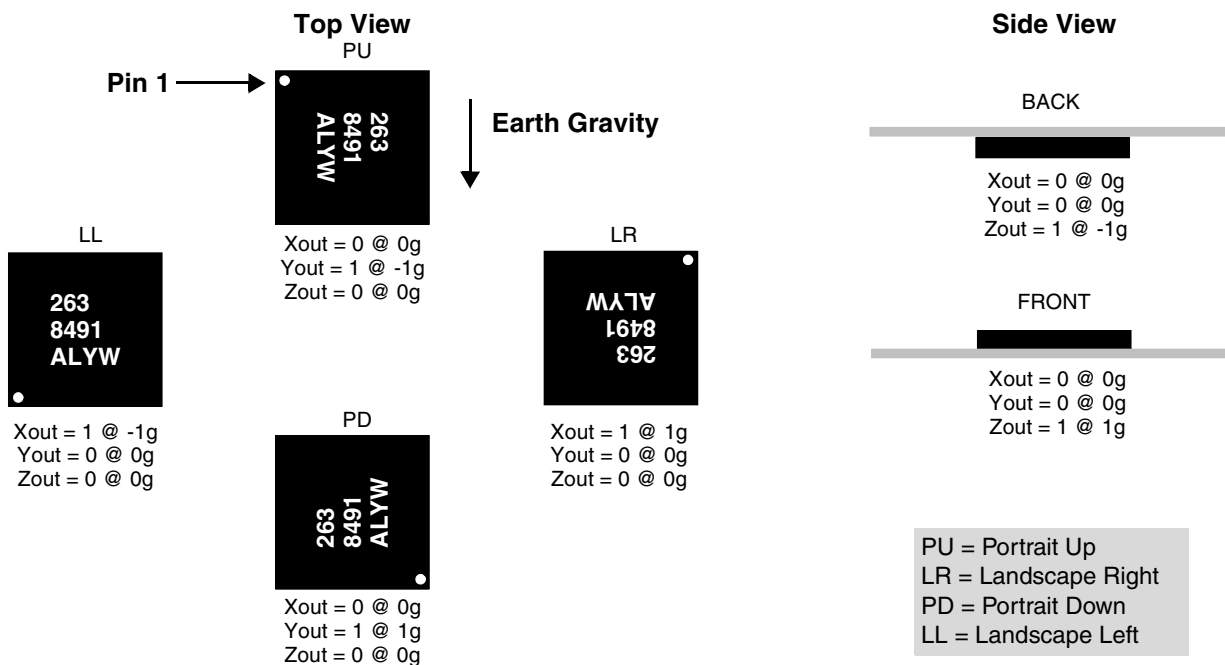 Top View
PU
Pin 1
263
8491
ALYW
Earth Gravity
Xout = 0 @ 0g
Yout = 1 @ -1g
Zout = 0 @ 0g
LL
263
8491
ALYW
Xout = 1 @ -1g
Yout = 0 @ 0g
Zout = 0 @ 0g
LR
263
8491
ALYW
Xout = 1 @ 1g
Yout = 0 @ 0g
Zout = 0 @ 0g
PD
263
8491
ALYW
Xout = 0 @ 0g
Yout = 1 @ 1g
Zout = 0 @ 0g
Side View
BACK
Xout = 0 @ 0g
Yout = 0 @ 0g
Zout = 1 @ -1g
FRONT
Xout = 0 @ 0g
Yout = 0 @ 0g
Zout = 1 @ 1g
PU = Portrait Up
LR = Landscape Right
PD = Portrait Down
LL = Landscape Left